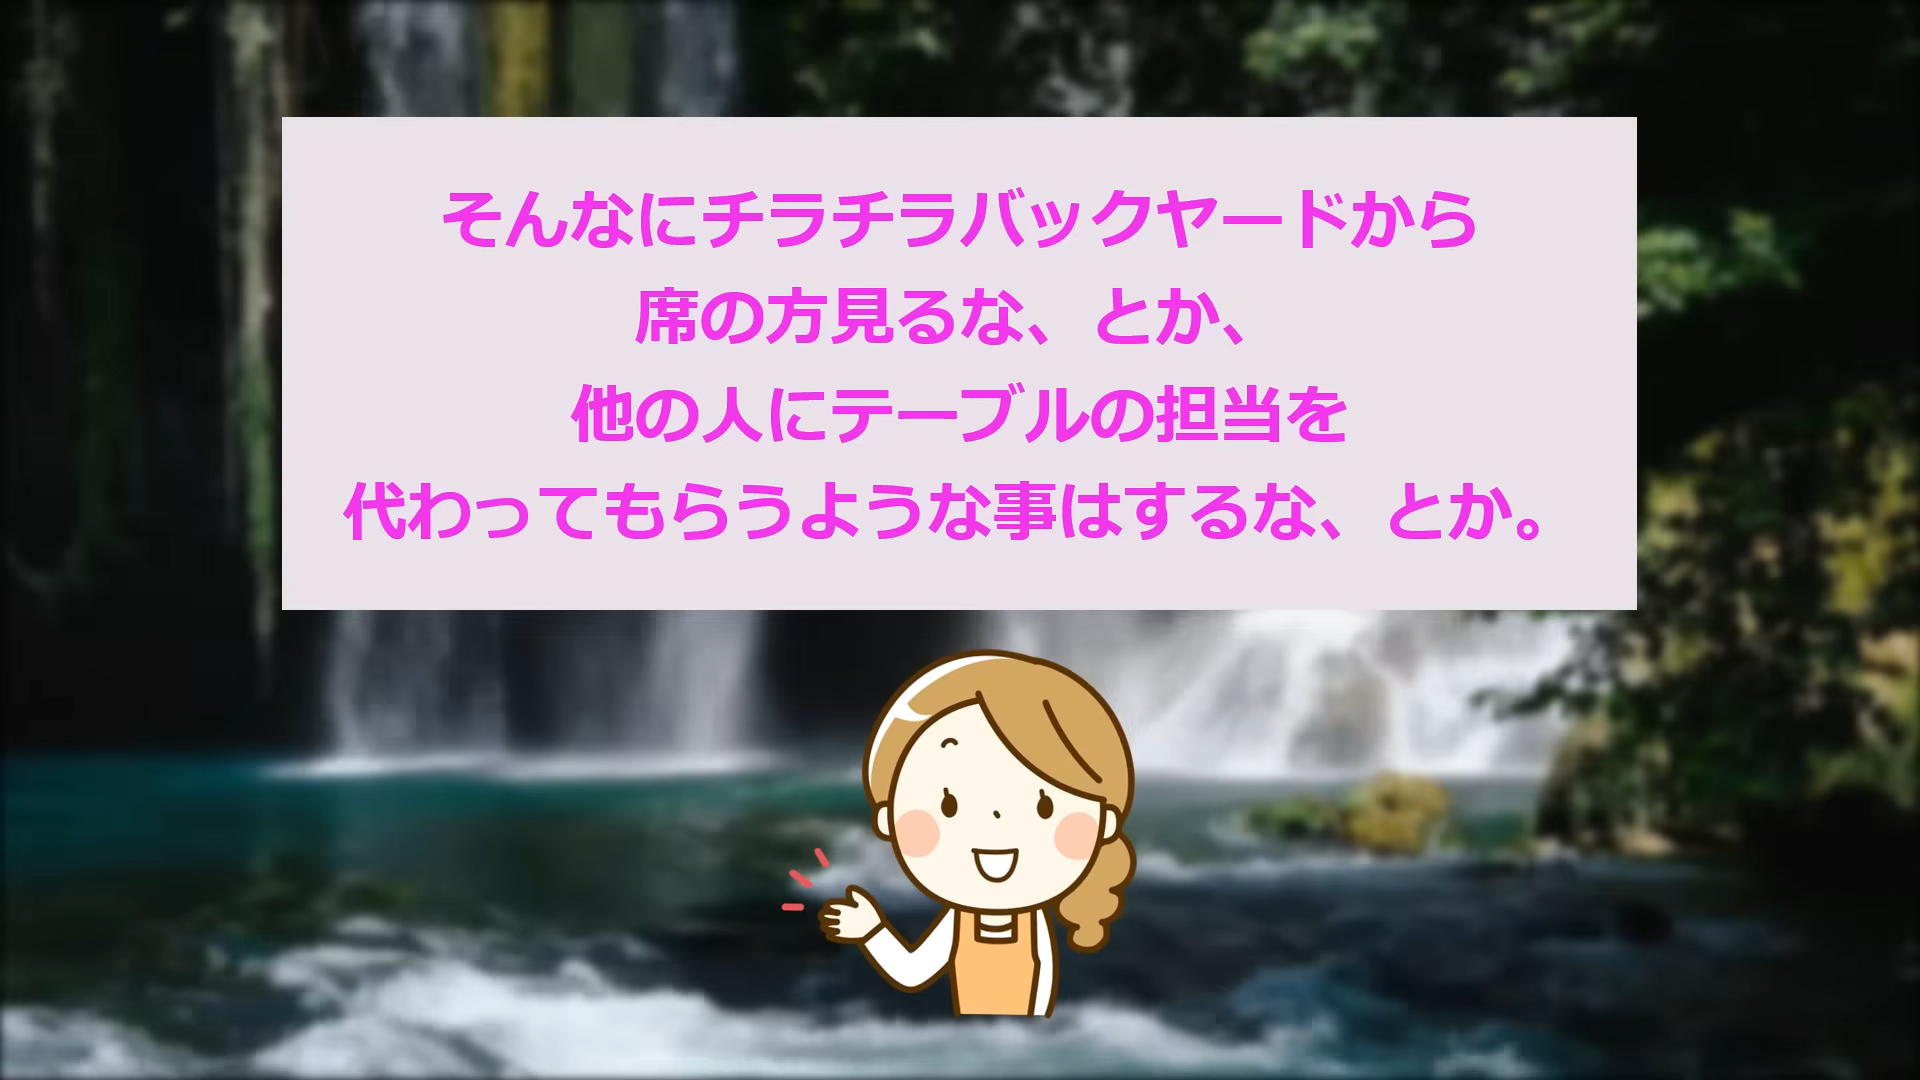 そんなにチラチラバックヤードから
席の方見るな、とか、
他の人にテーブルの担当を
代わってもらうような事はするな、とか。